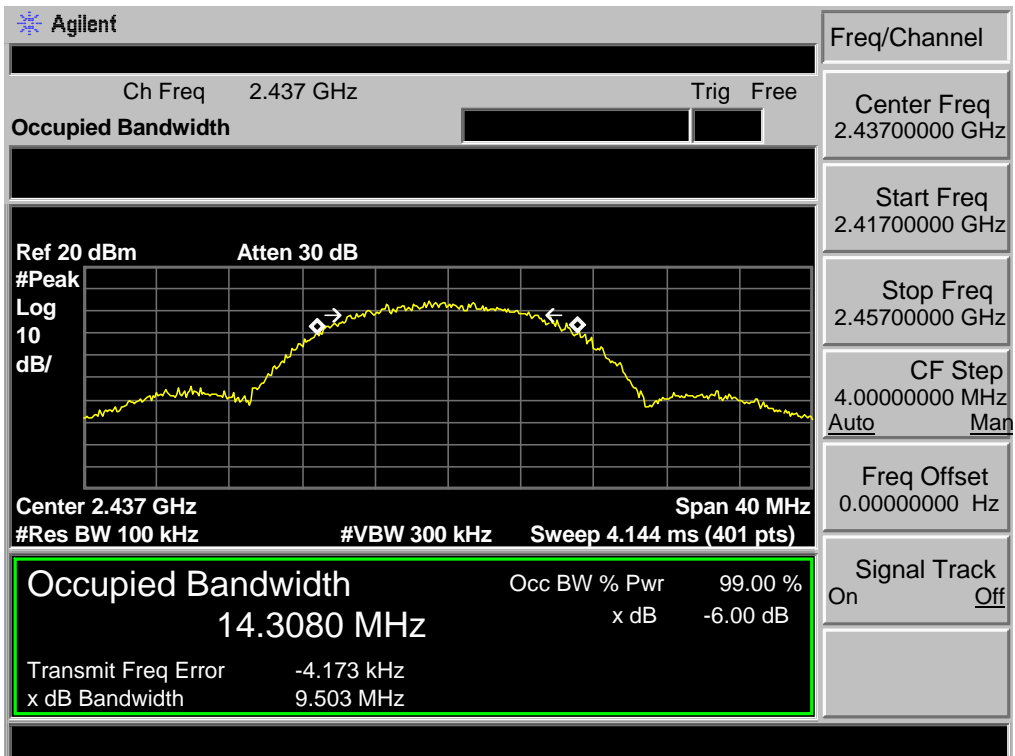 Agilent
Freq/Channel
Ch Freq 2.437 GHz Trig Free
Occupied Bandwidth
Center Freq
2.43700000 GHz
Start Freq
2.41700000 GHz
Stop Freq
2.45700000 GHz
CF Step
4.00000000 MHz
Auto Man
Freq Offset
0.00000000 Hz
Signal Track
On Off
Ref 20 dBm Atten 30 dB
#Peak
Log
10
dB/
Center 2.437 GHz Span 40 MHz
#Res BW 100 kHz #VBW 300 kHz Sweep 4.144 ms (401 pts)
Occupied Bandwidth Occ BW % Pwr 99.00 %
14.3080 MHz x dB -6.00 dB
Transmit Freq Error -4.173 kHz
x dB Bandwidth 9.503 MHz